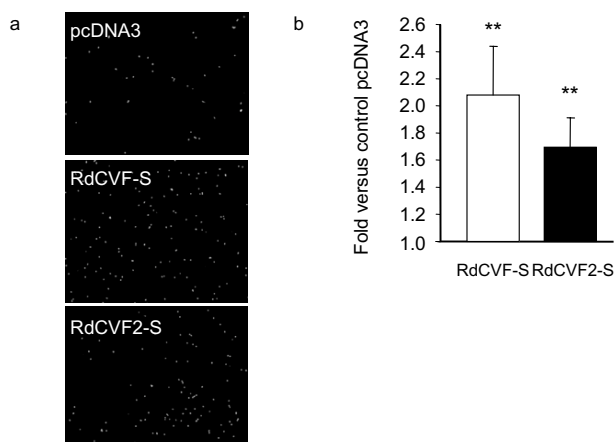 a
pcDNA3
RdCVF-S
RdCVF2-S
b
Fold versus control pcDNA3
2.6
2.4
2.2
2.0
1.8
1.6
1.4
1.2
1.0
**
**
RdCVF-S RdCVF2-S